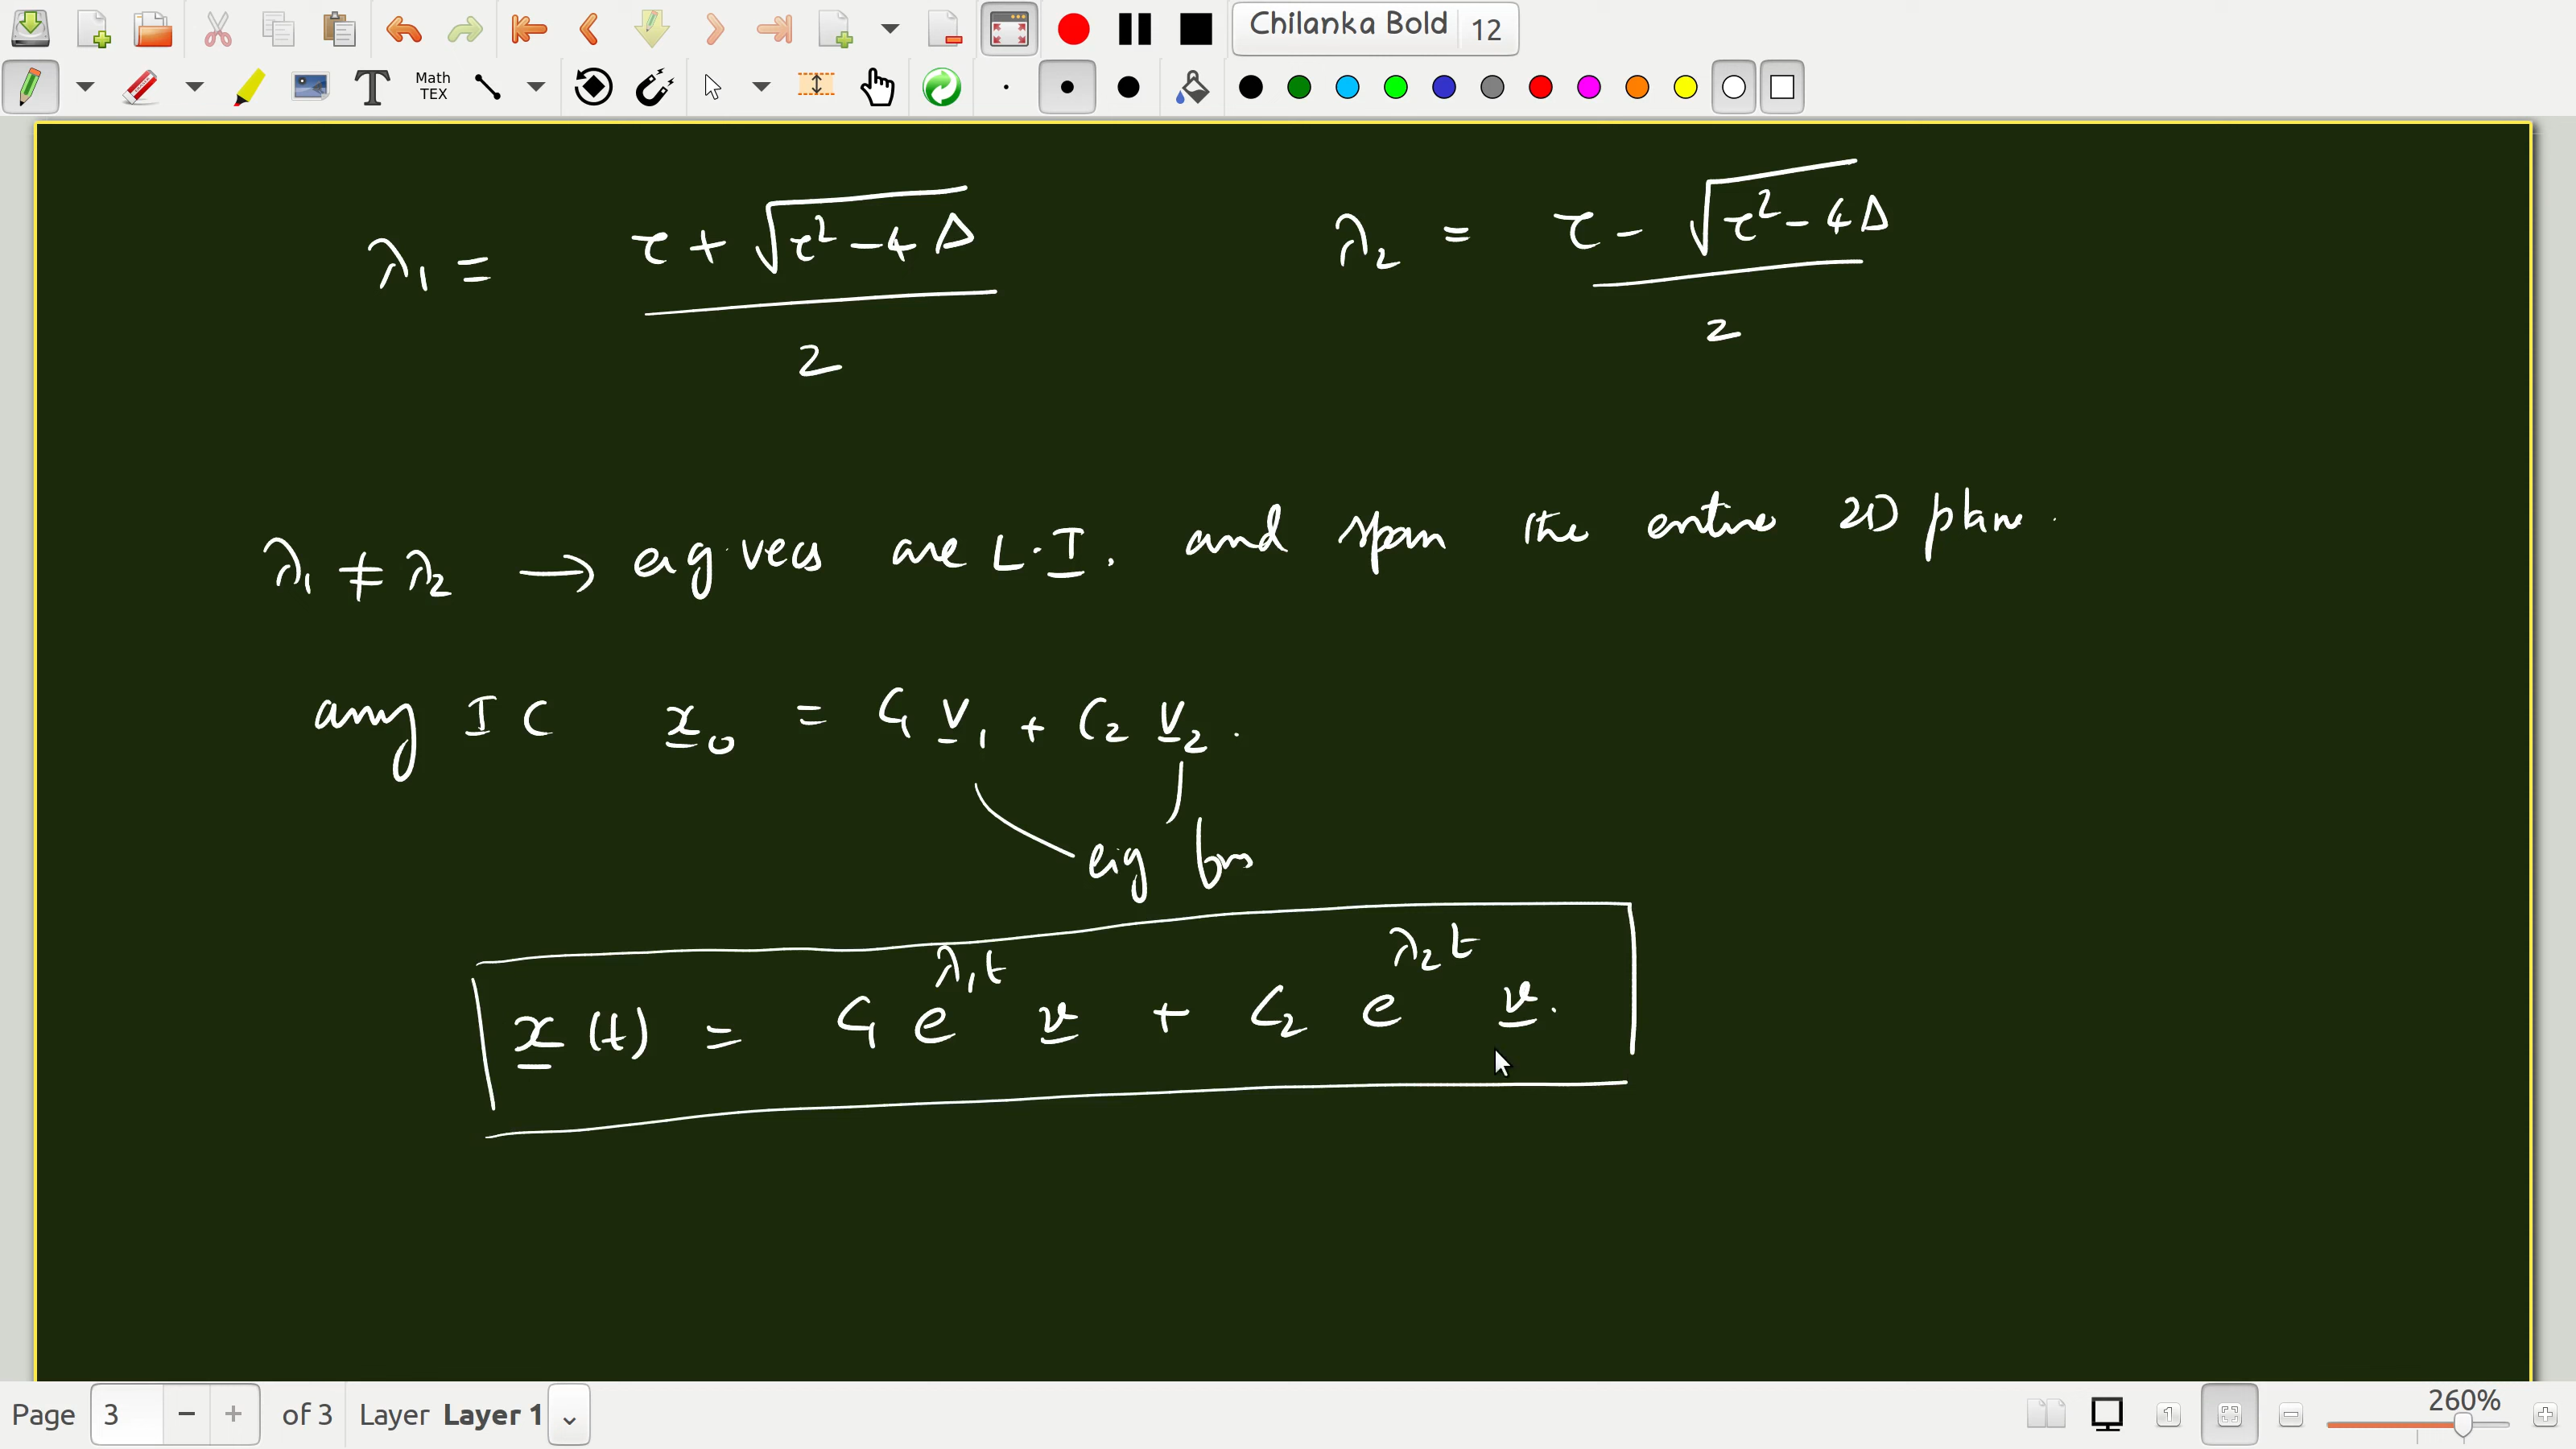 Chilanka Bold 12
Math TEX
λ₁ = (τ + √(τ² - 4Δ)) / 2
λ₂ = (τ - √(τ² - 4Δ)) / 2
λ₁ ≠ λ₂ → eig vecs are L.I. and span the entire 2D plane.
any IC x₀ = C₁ v₁ + C₂ v₂.
eig
x(t) = C₁ e^(λ₁t) v + C₂ e^(λ₂t) v.
Page 3 of 3 Layer Layer 1 1 260%